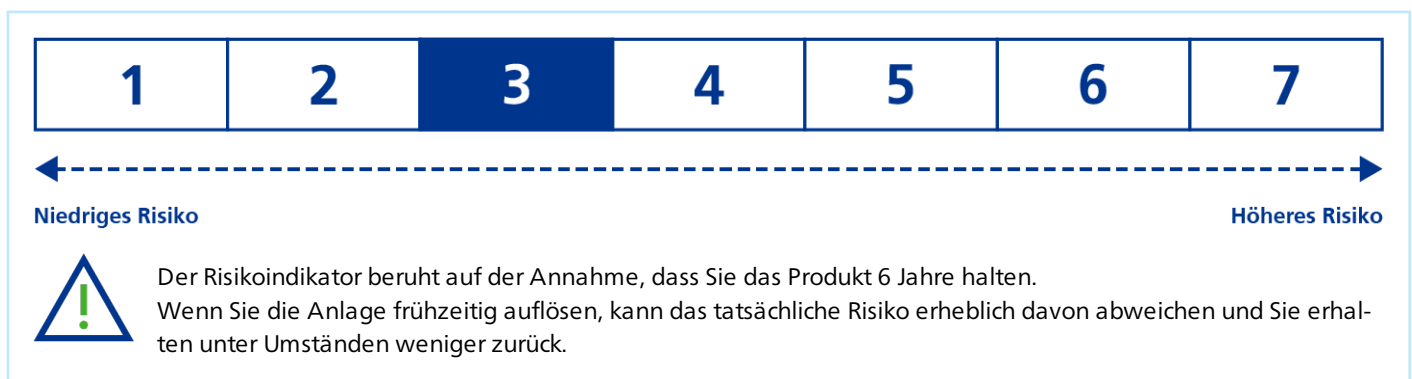 1 2 3 4 5 6 7
Niedriges Risiko Höheres Risiko
Der Risikoindikator beruht auf der Annahme, dass Sie das Produkt 6 Jahre halten.
Wenn Sie die Anlage frühzeitig auflösen, kann das tatsächliche Risiko erheblich davon abweichen und Sie erhal-
ten unter Umständen weniger zurück.